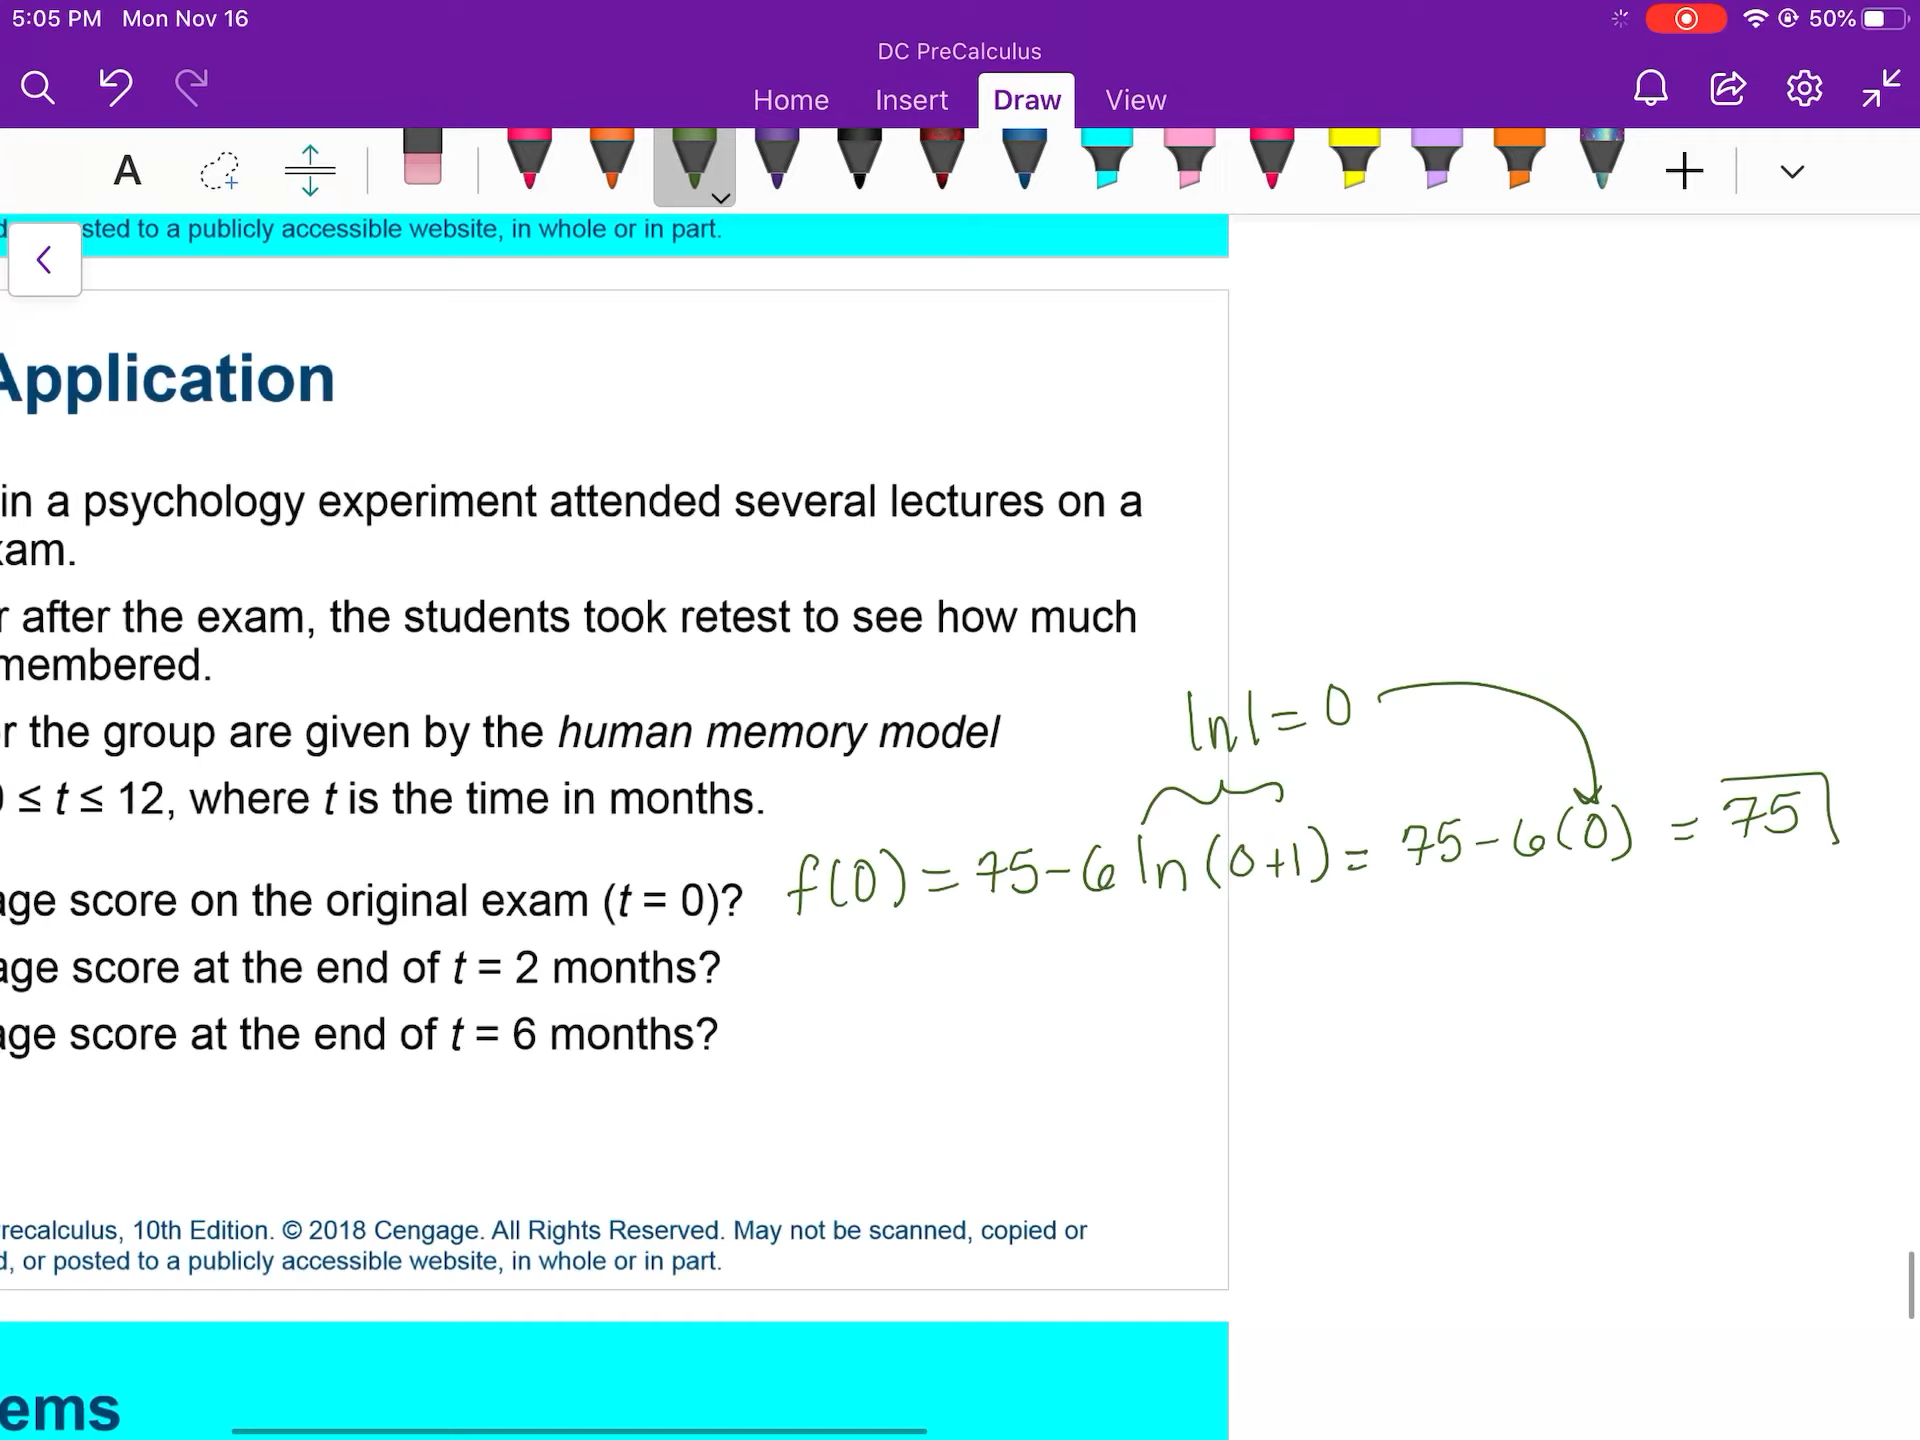 5:05 PM Mon Nov 16
50%
DC PreCalculus
Home Insert Draw View
A
sted to a publicly accessible website, in whole or in part.
Application
in a psychology experiment attended several lectures on a
xam.
r after the exam, the students took retest to see how much
membered.
or the group are given by the human memory model
0 ≤ t ≤ 12, where t is the time in months.
ln 1 = 0
f(0) = 75 - 6 ln (0+1) = 75 - 6(0) = 75
age score on the original exam (t = 0)?
age score at the end of t = 2 months?
age score at the end of t = 6 months?
recalculus, 10th Edition. © 2018 Cengage. All Rights Reserved. May not be scanned, copied or
d, or posted to a publicly accessible website, in whole or in part.
ems